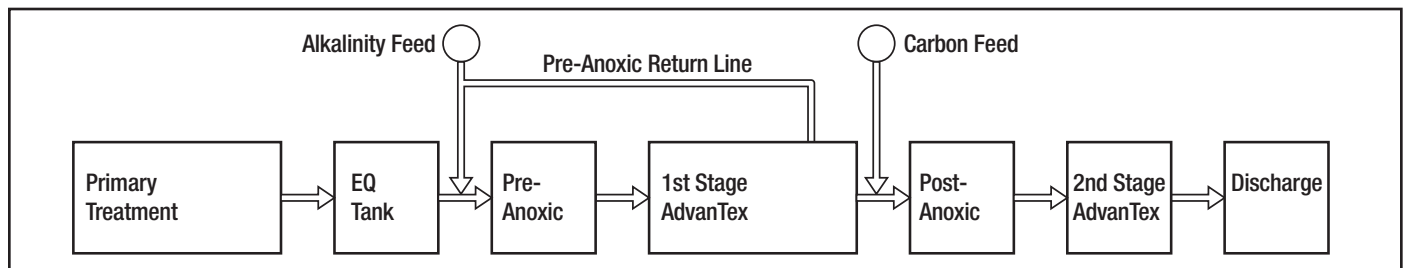 Alkalinity Feed
Carbon Feed
Pre-Anoxic Return Line
Primary
Treatment
EQ
Tank
Pre-
Anoxic
1st Stage
AdvanTex
Post-
Anoxic
2nd Stage
AdvanTex
Discharge